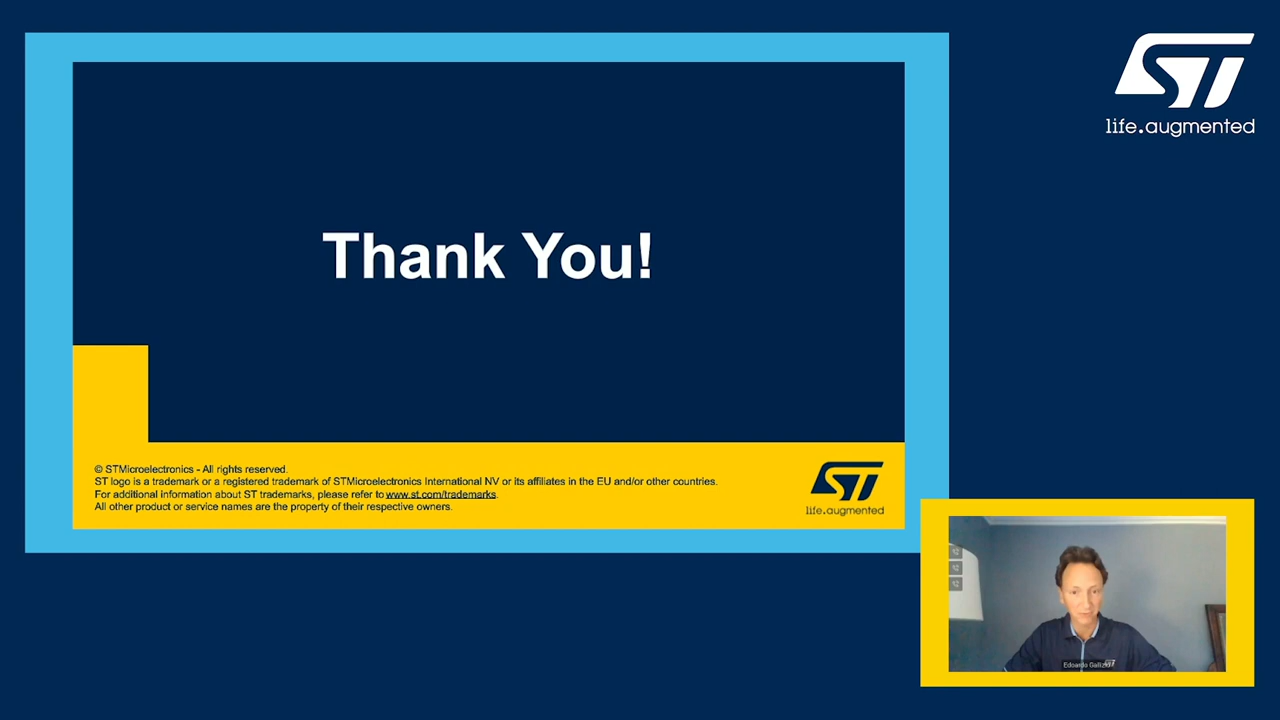 ST
life.augmented
Thank You!
© STMicroelectronics - All rights reserved.
ST logo is a trademark or a registered trademark of STMicroelectronics International NV or its affiliates in the EU and/or other countries.
For additional information about ST trademarks, please refer to www.st.com/trademarks.
All other product or service names are the property of their respective owners.
ST
life.augmented
Edoardo